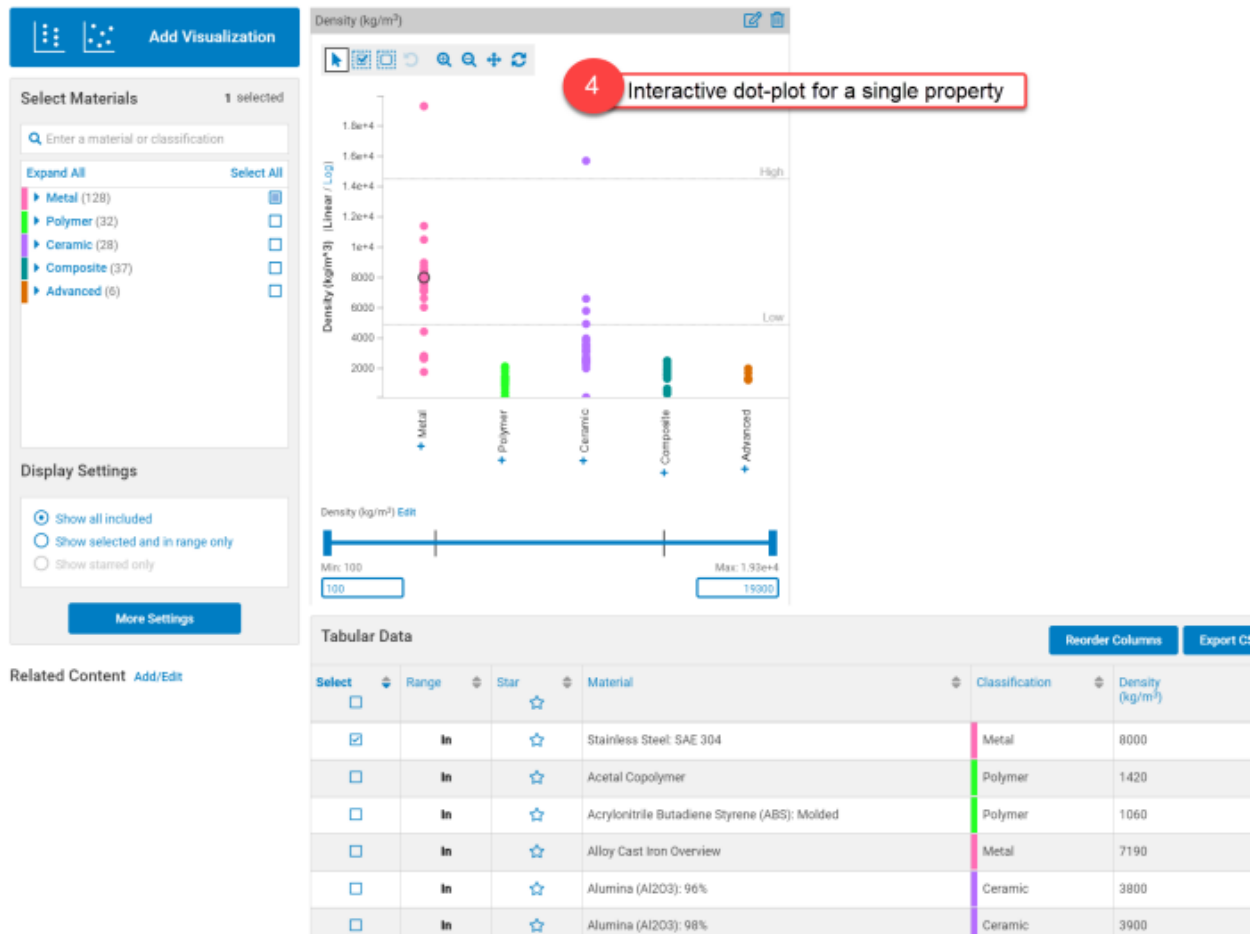 Add Visualization
Select Materials 1 selected
Enter a material or classification
Expand All Select All
Metal (128)
Polymer (32)
Ceramic (28)
Composite (37)
Advanced (6)
Display Settings
Show all included
Show selected and in range only
Show starred only
More Settings
Related Content Add/Edit
Density (kg/m³)
4
Interactive dot-plot for a single property
Density (kg/m^3) (Linear / Log)
1.8e+4
1.6e+4
1.4e+4
1.2e+4
1e+4
8000
6000
4000
2000
High
Low
+ Metal
+ Polymer
+ Ceramic
+ Composite
+ Advanced
Density (kg/m³) Edit
Min: 100 Max: 1.93e+4
100 19300
Tabular Data Reorder Columns Export CS
Select Range Star Material Classification Density
(kg/m³)
In Stainless Steel: SAE 304 Metal 8000
In Acetal Copolymer Polymer 1420
In Acrylonitrile Butadiene Styrene (ABS): Molded Polymer 1060
In Alloy Cast Iron Overview Metal 7190
In Alumina (Al2O3): 96% Ceramic 3800
In Alumina (Al2O3): 98% Ceramic 3900